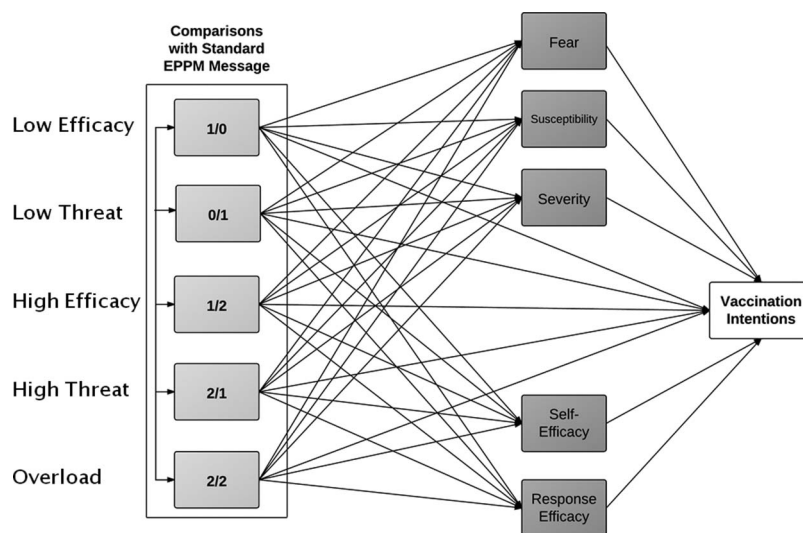 Comparisons
with Standard
EPPM Message
Low Efficacy
1/0
Low Threat
0/1
High Efficacy
1/2
High Threat
2/1
Overload
2/2
Fear
Susceptibility
Severity
Self-
Efficacy
Response
Efficacy
Vaccination
Intentions